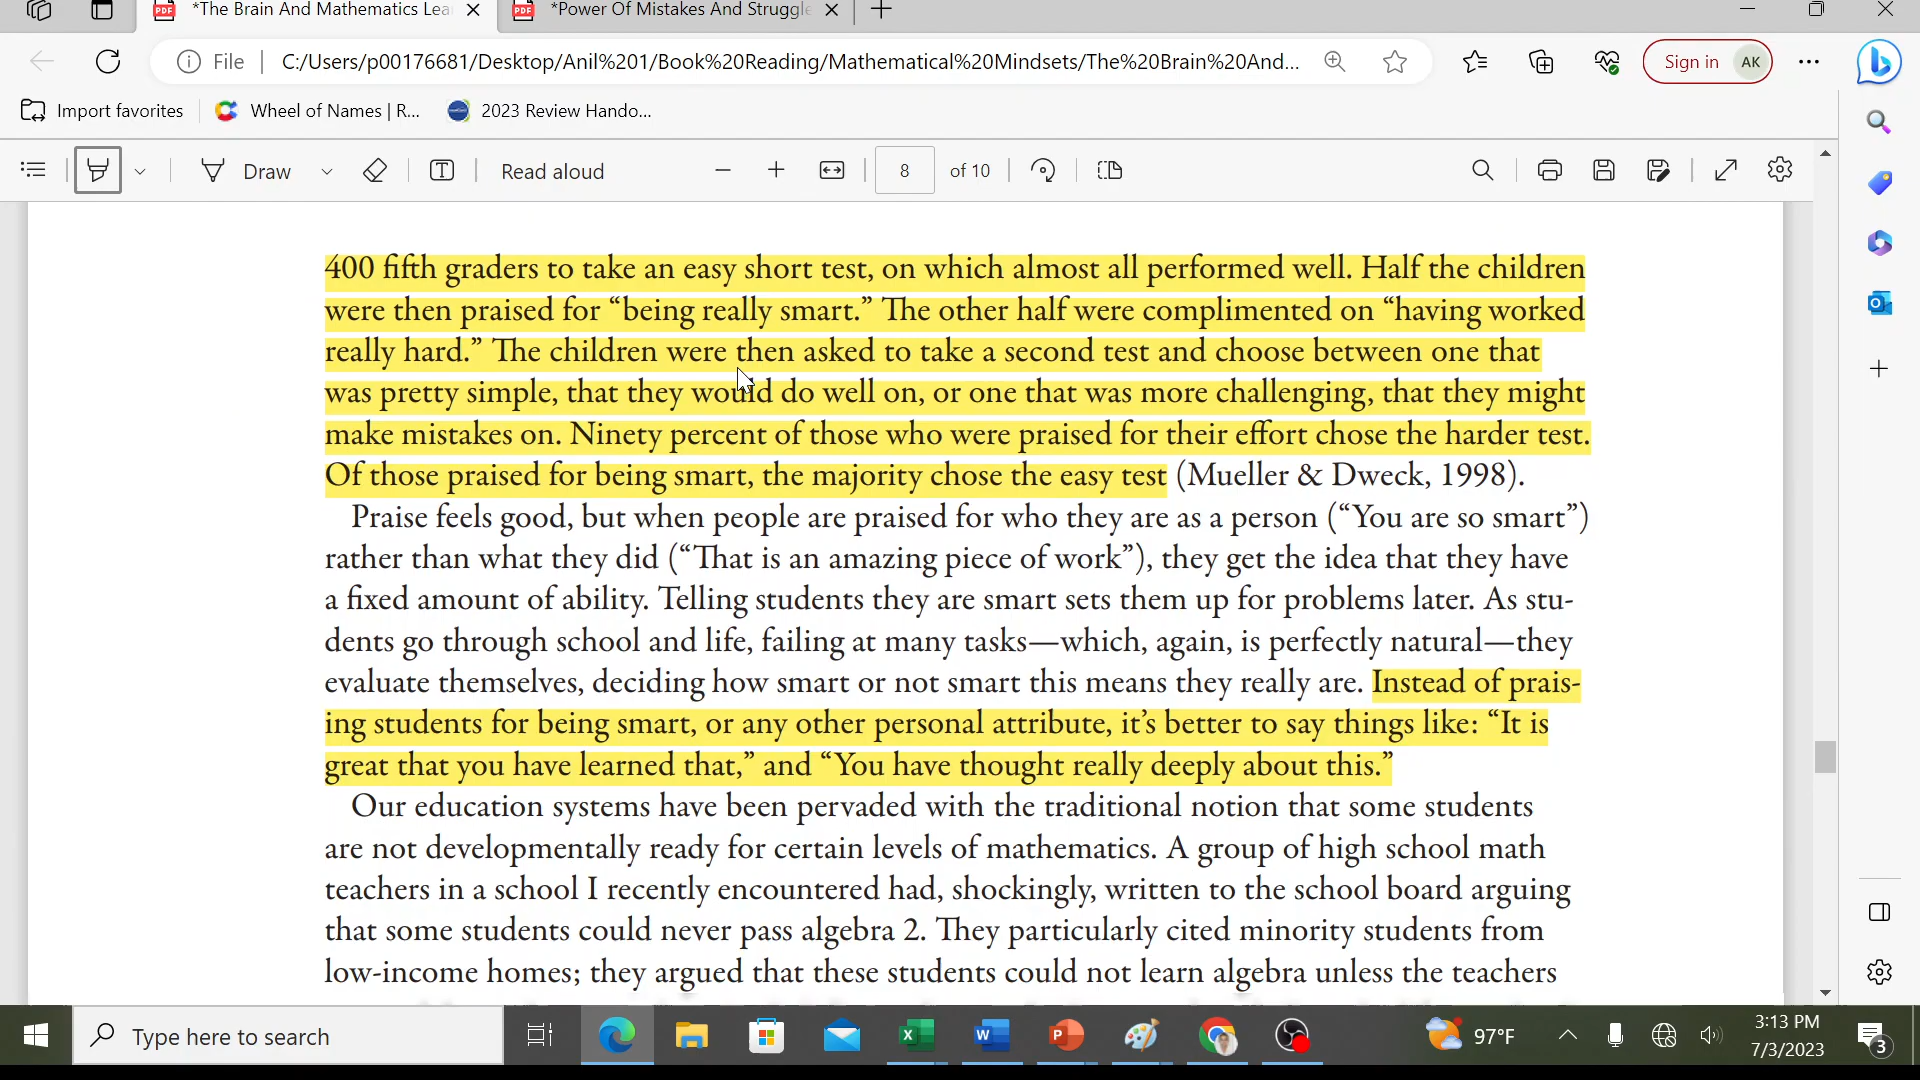 *The Brain And Mathematics Lea
*Power Of Mistakes And Struggle
File
C:/Users/p00176681/Desktop/Anil%201/Book%20Reading/Mathematical%20Mindsets/The%20Brain%20And...
Sign in AK
Import favorites
Wheel of Names | R...
2023 Review Hando...
Draw
Read aloud
8 of 10
400 fifth graders to take an easy short test, on which almost all performed well. Half the children
were then praised for “being really smart.” The other half were complimented on “having worked
really hard.” The children were then asked to take a second test and choose between one that
was pretty simple, that they would do well on, or one that was more challenging, that they might
make mistakes on. Ninety percent of those who were praised for their effort chose the harder test.
Of those praised for being smart, the majority chose the easy test (Mueller & Dweck, 1998).
Praise feels good, but when people are praised for who they are as a person (“You are so smart”)
rather than what they did (“That is an amazing piece of work”), they get the idea that they have
a fixed amount of ability. Telling students they are smart sets them up for problems later. As stu-
dents go through school and life, failing at many tasks—which, again, is perfectly natural—they
evaluate themselves, deciding how smart or not smart this means they really are. Instead of prais-
ing students for being smart, or any other personal attribute, it’s better to say things like: “It is
great that you have learned that,” and “You have thought really deeply about this.”
Our education systems have been pervaded with the traditional notion that some students
are not developmentally ready for certain levels of mathematics. A group of high school math
teachers in a school I recently encountered had, shockingly, written to the school board arguing
that some students could never pass algebra 2. They particularly cited minority students from
low-income homes; they argued that these students could not learn algebra unless the teachers
Type here to search
97°F
3:13 PM
7/3/2023
3